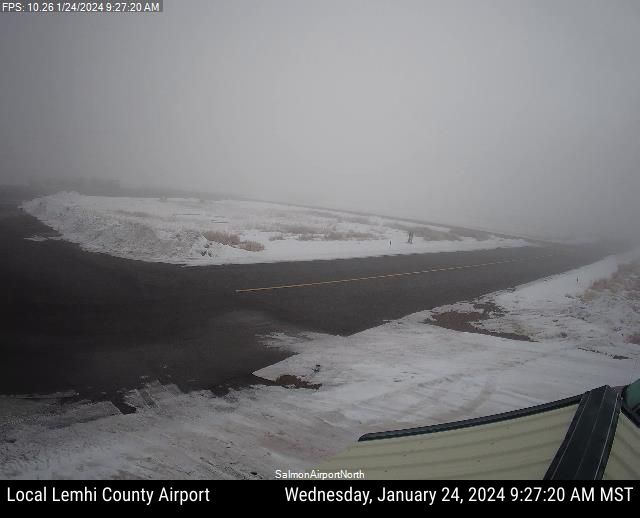 FPS: 10.26 1/24/2024 9:27:20 AM
SalmonAirportNorth
Local Lemhi County Airport Wednesday, January 24, 2024 9:27:20 AM MST